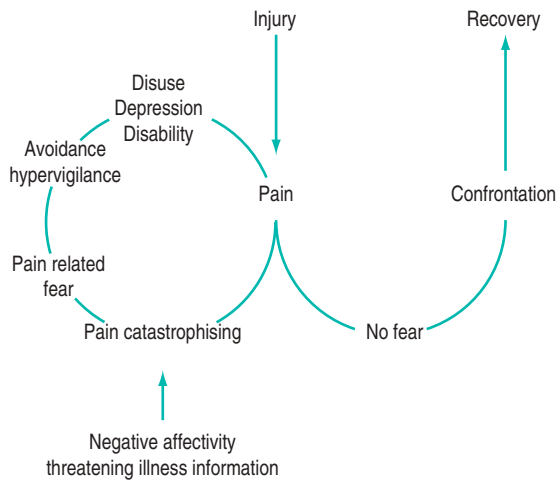 Injury
Recovery
Disuse
Depression
Disability
Avoidance
hypervigilance
Pain
Confrontation
Pain related
fear
Pain catastrophising
No fear
Negative affectivity
threatening illness information